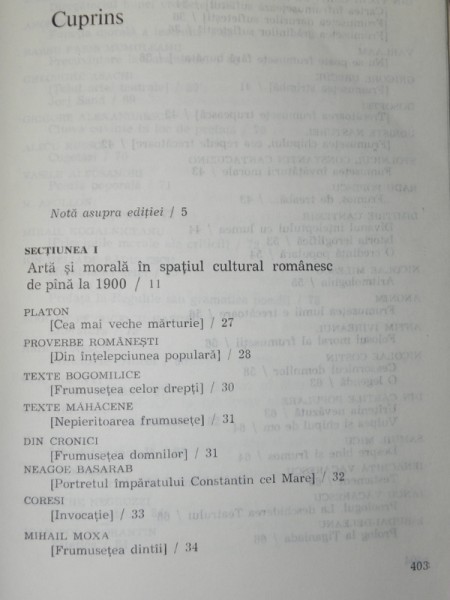 Cuprins
Notă asupra ediției / 5
SECȚIUNEA I
Artă și morală în spațiul cultural românesc
de pînă la 1900 / 11
PLATON
[Cea mai veche mărturie] / 27
PROVERBE ROMÂNEȘTI
[Din înțelepciunea populară] / 28
TEXTE BOGOMILICE
[Frumusețea celor drepți] / 30
TEXTE MAHACENE
[Nepieritoarea frumusețe] / 31
DIN CRONICI
[Frumusețea domnilor] / 31
NEAGOE BASARAB
[Portretul împăratului Constantin cel Mare] / 32
CORESI
[Invocație] / 33
MIHAIL MOXA
[Frumusețea dintîi] / 34
403